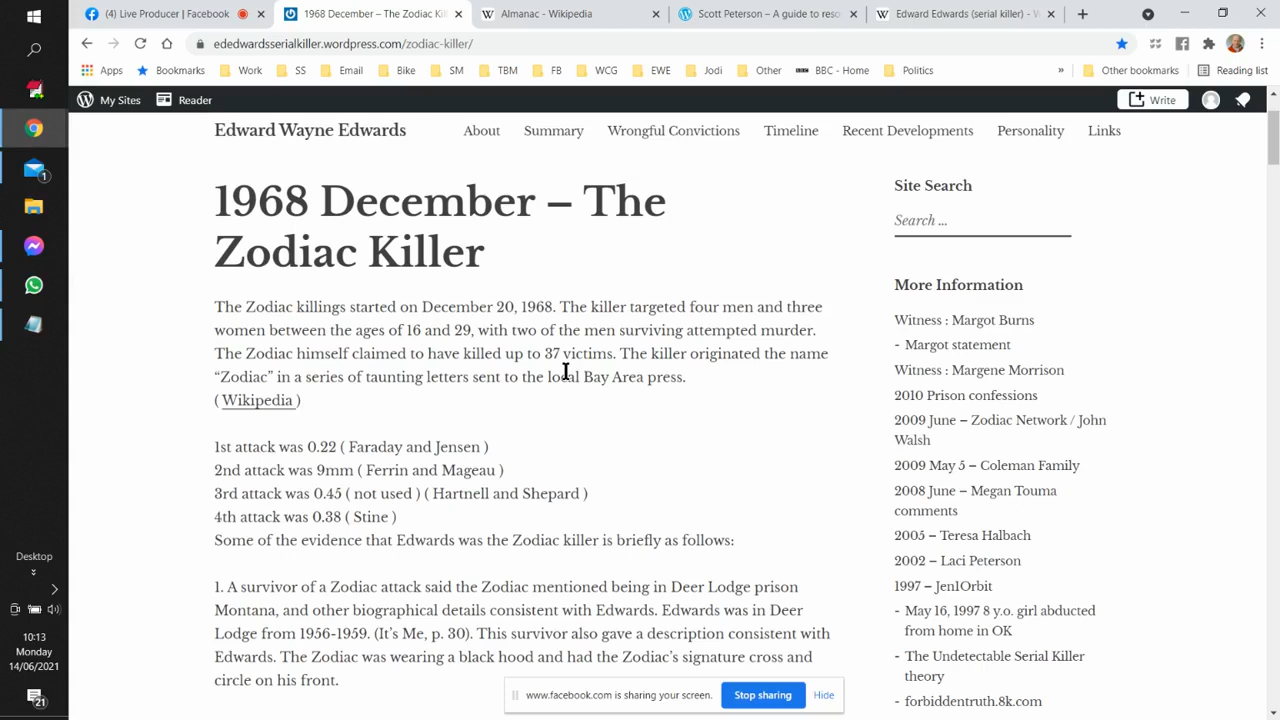 (4) Live Producer | Facebook
1968 December – The Zodiac Kil
Almanac - Wikipedia
Scott Peterson – A guide to reso
Edward Edwards (serial killer) - W
ededwardsserialkiller.wordpress.com/zodiac-killer/
Apps Bookmarks Work SS Email Bike SM TBM FB WCG EWE Jodi Other BBC - Home Politics » Other bookmarks Reading list
My Sites Reader Write
Edward Wayne Edwards About Summary Wrongful Convictions Timeline Recent Developments Personality Links
1968 December – The
Zodiac Killer
The Zodiac killings started on December 20, 1968. The killer targeted four men and three
women between the ages of 16 and 29, with two of the men surviving attempted murder.
The Zodiac himself claimed to have killed up to 37 victims. The killer originated the name
“Zodiac” in a series of taunting letters sent to the local Bay Area press.
( Wikipedia )
1st attack was 0.22 ( Faraday and Jensen )
2nd attack was 9mm ( Ferrin and Mageau )
3rd attack was 0.45 ( not used ) ( Hartnell and Shepard )
4th attack was 0.38 ( Stine )
Some of the evidence that Edwards was the Zodiac killer is briefly as follows:
1. A survivor of a Zodiac attack said the Zodiac mentioned being in Deer Lodge prison
Montana, and other biographical details consistent with Edwards. Edwards was in Deer
Lodge from 1956-1959. (It’s Me, p. 30). This survivor also gave a description consistent with
Edwards. The Zodiac was wearing a black hood and had the Zodiac’s signature cross and
circle on his front.
Site Search
Search …
More Information
Witness : Margot Burns
- Margot statement
Witness : Margene Morrison
2010 Prison confessions
2009 June – Zodiac Network / John
Walsh
2009 May 5 – Coleman Family
2008 June – Megan Touma
comments
2005 – Teresa Halbach
2002 – Laci Peterson
1997 – Jen1Orbit
- May 16, 1997 8 y.o. girl abducted
from home in OK
- The Undetectable Serial Killer
theory
- forbiddentruth.8k.com
www.facebook.com is sharing your screen. Stop sharing Hide
1
Desktop
10:13
Monday
14/06/2021
21